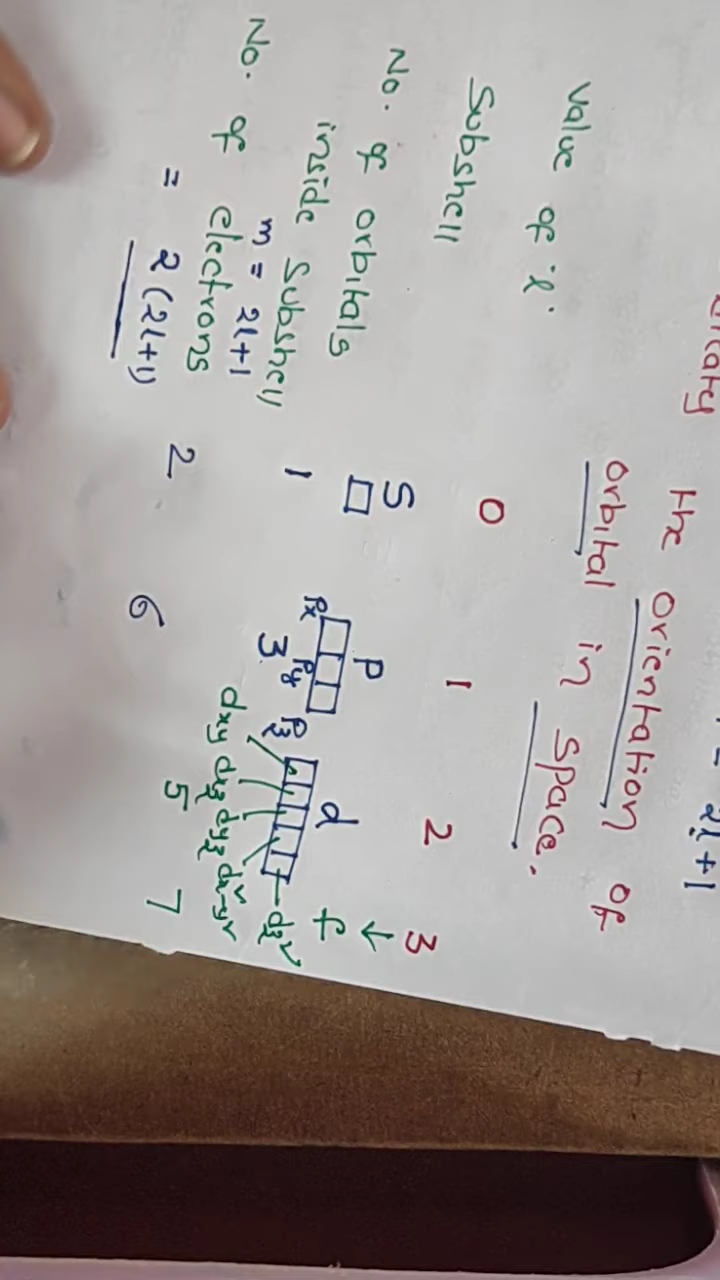 = 2l+1
the orientation of
orbital in space.
Value of 'l'. 0 1 2 3
Subshell S P d ↓ f
No. of orbitals
inside Subshell 1 3 5 7
px py pz
dxy dxz dyz dx²-y² dz²
m = 2l+1
No. of electrons
= 2(2l+1) 2 6